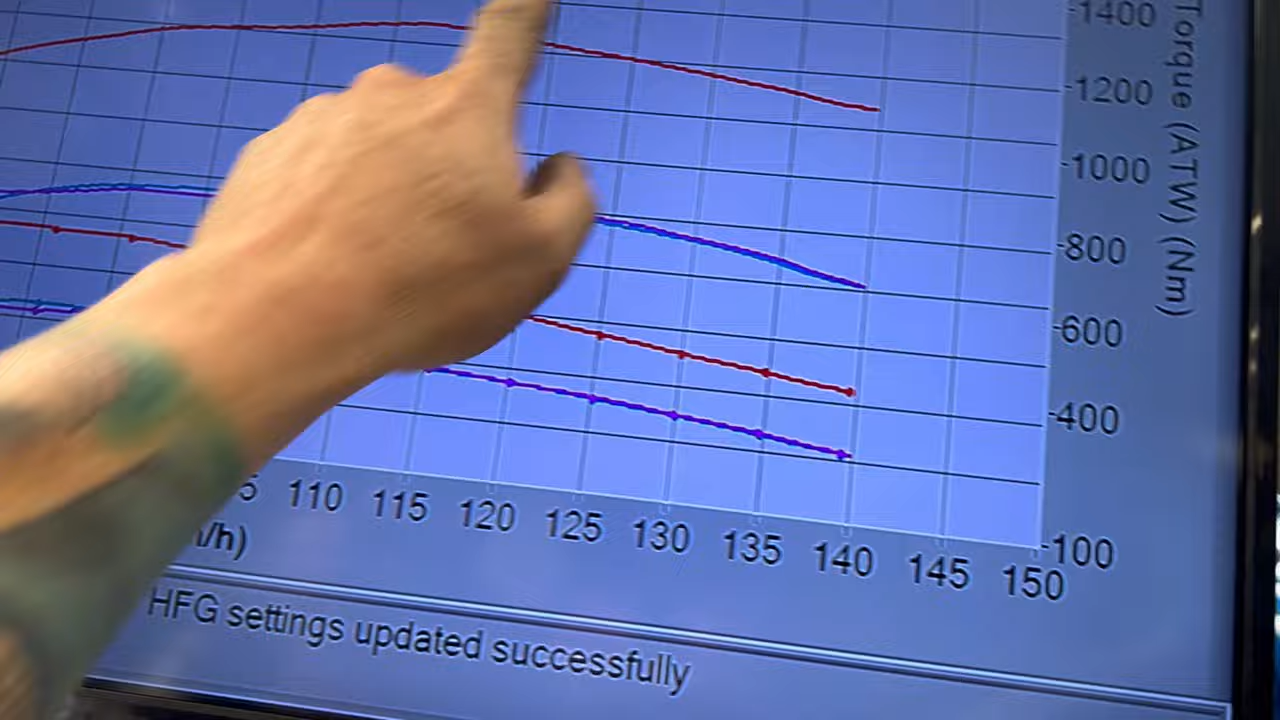 1400
1200
1000
800
600
400
100
Torque (ATW) (Nm)
5 110 115 120 125 130 135 140 145 150
/h)
HFG settings updated successfully